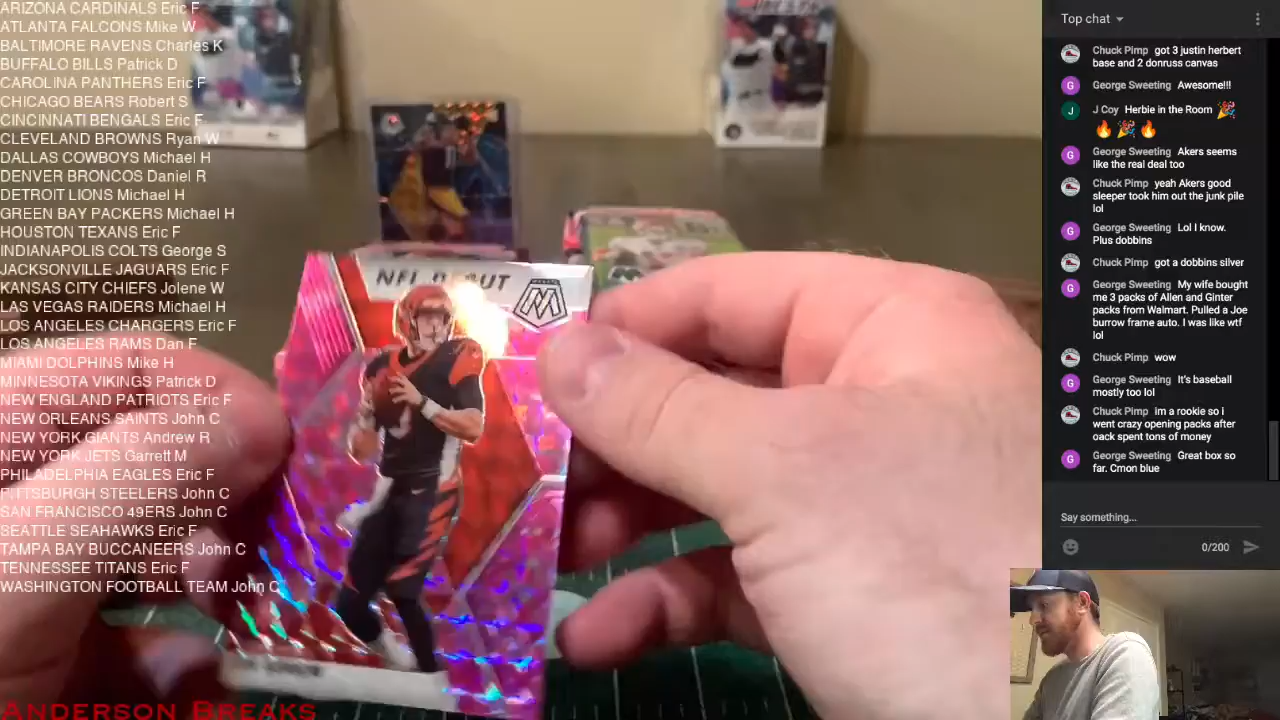 ARIZONA CARDINALS Eric F
ATLANTA FALCONS Mike W
BALTIMORE RAVENS Charles K
BUFFALO BILLS Patrick D
CAROLINA PANTHERS Eric F
CHICAGO BEARS Robert S
CINCINNATI BENGALS Eric F
CLEVELAND BROWNS Ryan W
DALLAS COWBOYS Michael H
DENVER BRONCOS Daniel R
DETROIT LIONS Michael H
GREEN BAY PACKERS Michael H
HOUSTON TEXANS Eric F
INDIANAPOLIS COLTS George S
JACKSONVILLE JAGUARS Eric F
KANSAS CITY CHIEFS Jolene W
LAS VEGAS RAIDERS Michael H
LOS ANGELES CHARGERS Eric F
LOS ANGELES RAMS Dan F
MIAMI DOLPHINS Mike H
MINNESOTA VIKINGS Patrick D
NEW ENGLAND PATRIOTS Eric F
NEW ORLEANS SAINTS John C
NEW YORK GIANTS Andrew R
NEW YORK JETS Garrett M
PHILADELPHIA EAGLES Eric F
PITTSBURGH STEELERS John C
SAN FRANCISCO 49ERS John C
SEATTLE SEAHAWKS Eric F
TAMPA BAY BUCCANEERS John C
TENNESSEE TITANS Eric F
WASHINGTON FOOTBALL TEAM John C
ANDERSON BREAKS
NFL DEBUT
Top chat
Chuck Pimp got 3 justin herbert
base and 2 donruss canvas
George Sweeting Awesome!!!
J Coy Herbie in the Room 🎉
🔥 🎉 🔥
George Sweeting Akers seems
like the real deal too
Chuck Pimp yeah Akers good
sleeper took him out the junk pile
lol
George Sweeting Lol I know.
Plus dobbins
Chuck Pimp got a dobbins silver
George Sweeting My wife bought
me 3 packs of Allen and Ginter
packs from Walmart. Pulled a Joe
burrow frame auto. I was like wtf
lol
Chuck Pimp wow
George Sweeting It's baseball
mostly too lol
Chuck Pimp im a rookie so i
went crazy opening packs after
oack spent tons of money
George Sweeting Great box so
far. Cmon blue
Say something...
0/200